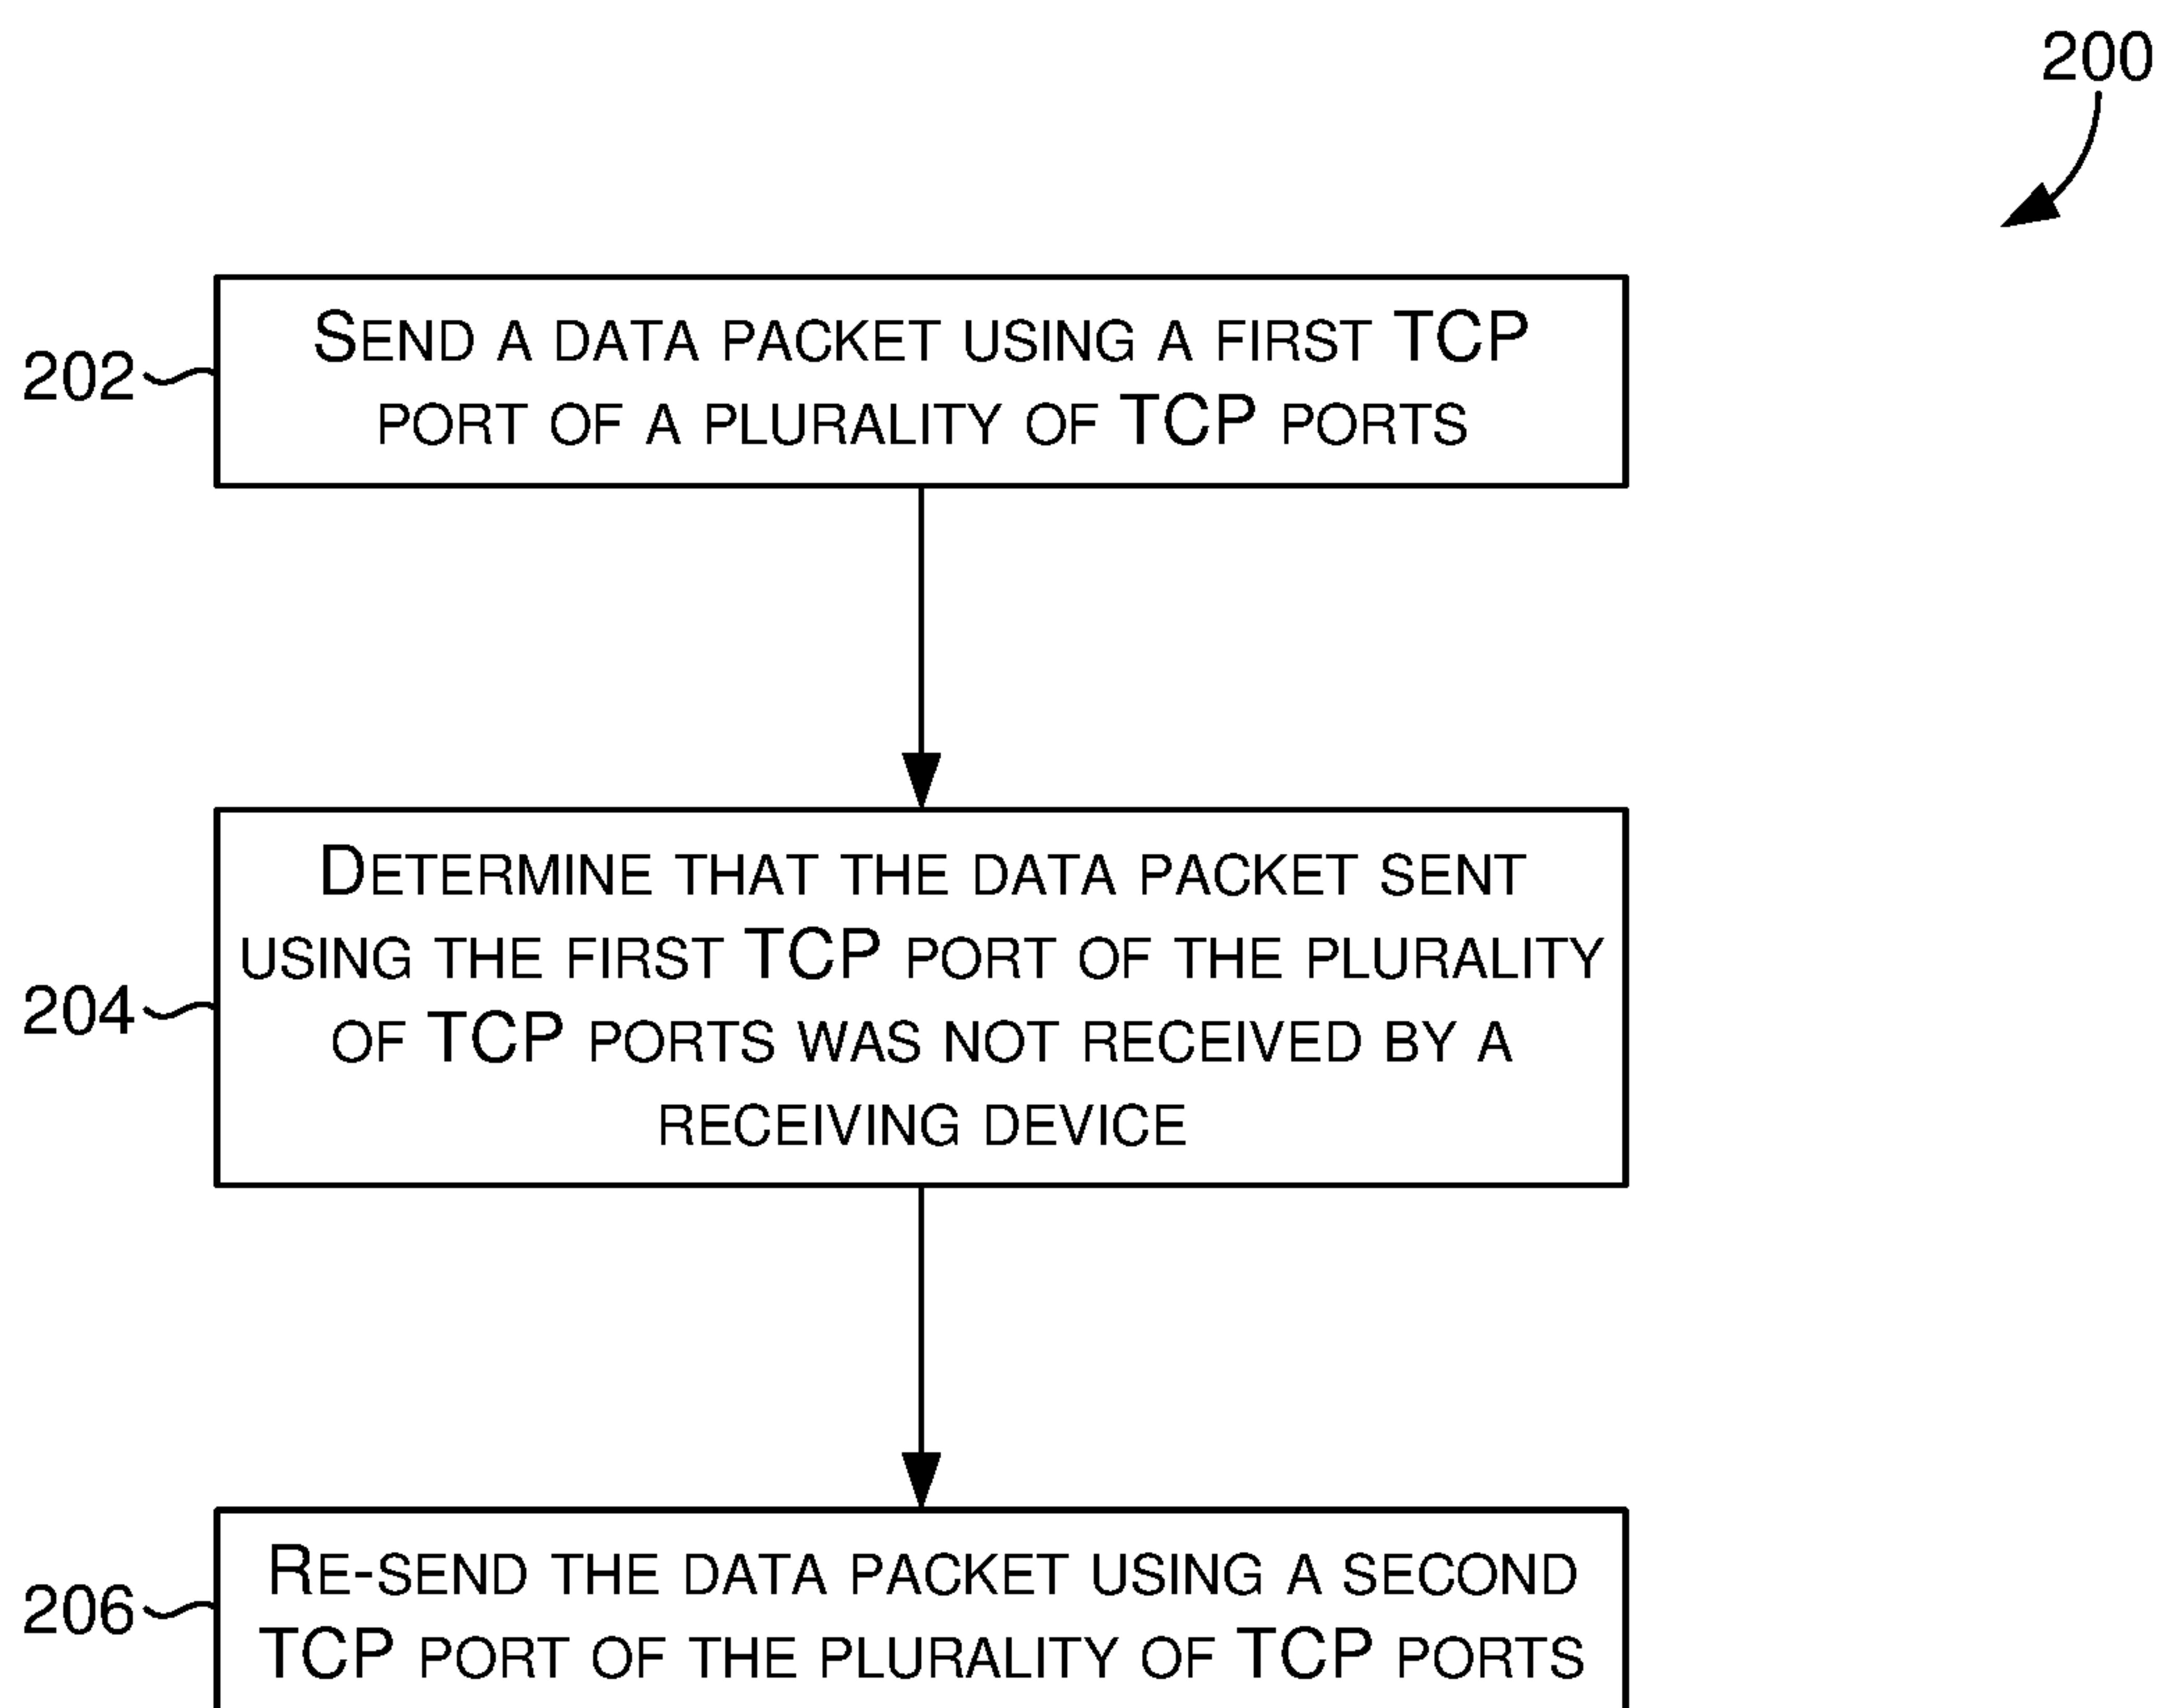 200
202
SEND A DATA PACKET USING A FIRST TCP
PORT OF A PLURALITY OF TCP PORTS
204
DETERMINE THAT THE DATA PACKET SENT
USING THE FIRST TCP PORT OF THE PLURALITY
OF TCP PORTS WAS NOT RECEIVED BY A
RECEIVING DEVICE
206
RE-SEND THE DATA PACKET USING A SECOND
TCP PORT OF THE PLURALITY OF TCP PORTS